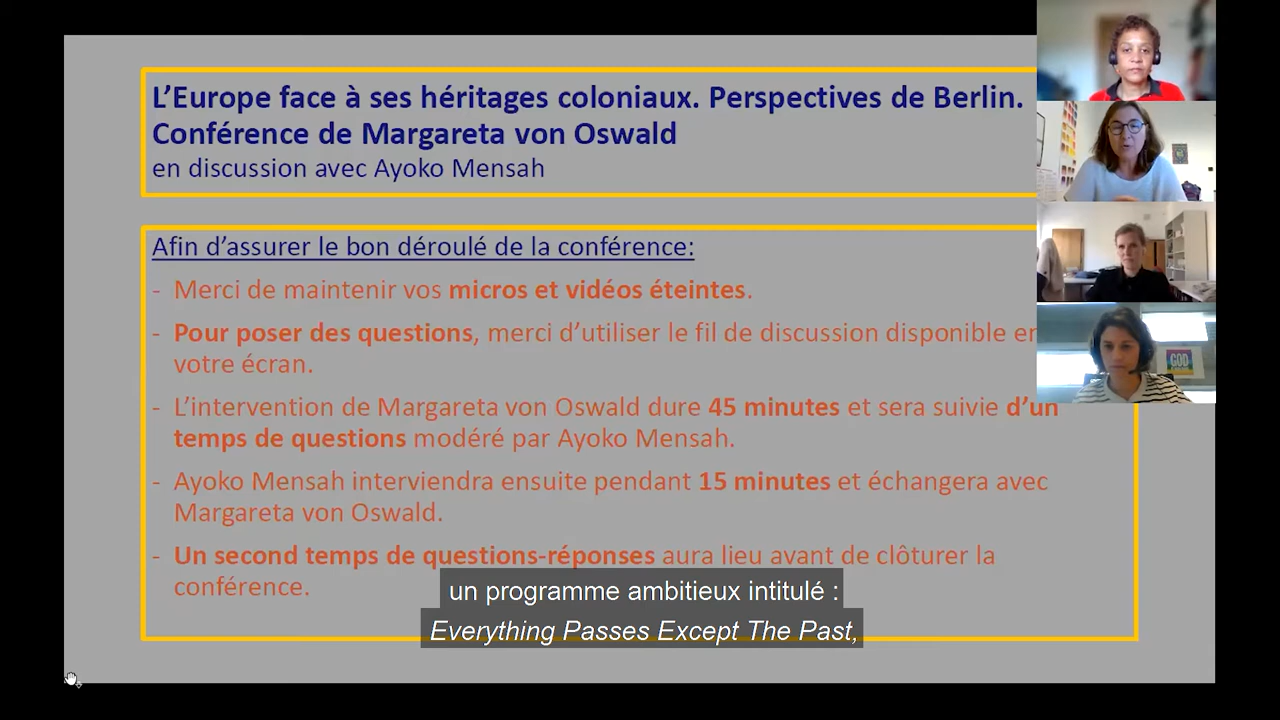 L'Europe face à ses héritages coloniaux. Perspectives de Berlin.
Conférence de Margareta von Oswald
en discussion avec Ayoko Mensah
Afin d'assurer le bon déroulé de la conférence:
- Merci de maintenir vos micros et vidéos éteintes.
- Pour poser des questions, merci d'utiliser le fil de discussion disponible en
votre écran.
- L'intervention de Margareta von Oswald dure 45 minutes et sera suivie d'un
temps de questions modéré par Ayoko Mensah.
- Ayoko Mensah interviendra ensuite pendant 15 minutes et échangera avec
Margareta von Oswald.
- Un second temps de questions-réponses aura lieu avant de clôturer la
conférence.
un programme ambitieux intitulé :
Everything Passes Except The Past,
GOD